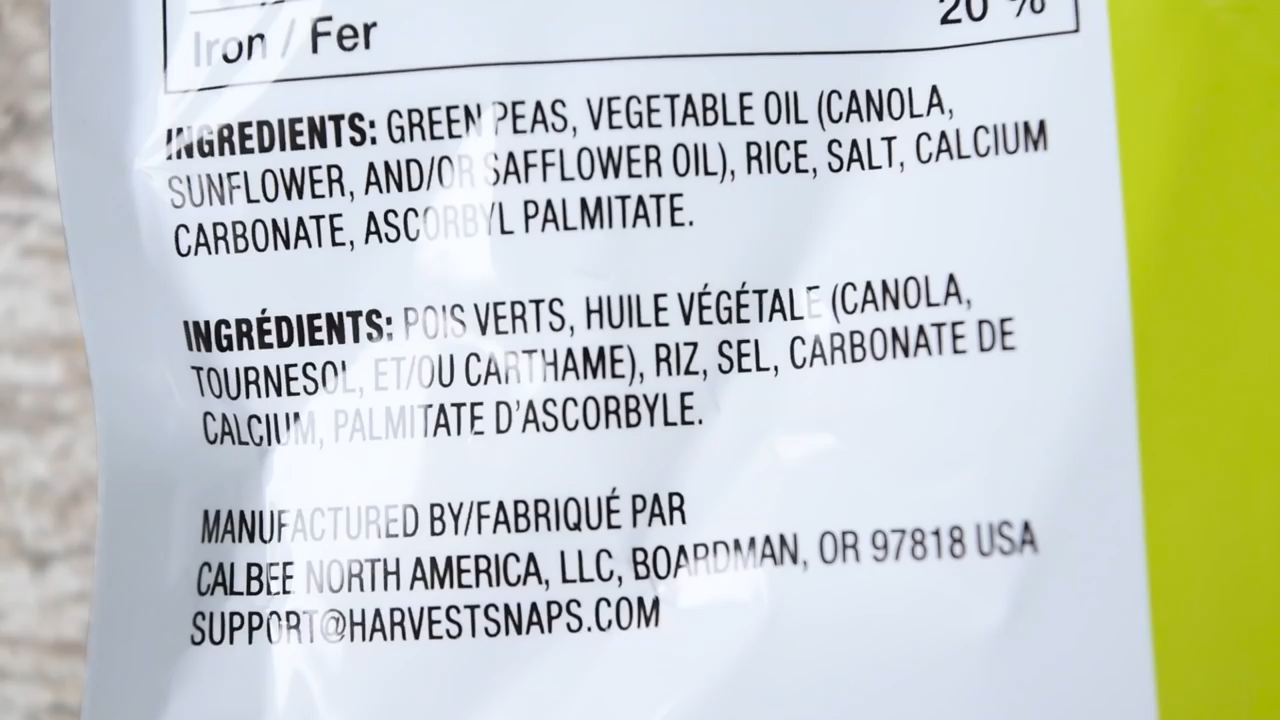 Iron / Fer 20 %
INGREDIENTS: GREEN PEAS, VEGETABLE OIL (CANOLA,
SUNFLOWER, AND/OR SAFFLOWER OIL), RICE, SALT, CALCIUM
CARBONATE, ASCORBYL PALMITATE.
INGRÉDIENTS: POIS VERTS, HUILE VÉGÉTALE (CANOLA,
TOURNESOL, ET/OU CARTHAME), RIZ, SEL, CARBONATE DE
CALCIUM, PALMITATE D'ASCORBYLE.
MANUFACTURED BY/FABRIQUÉ PAR
CALBEE NORTH AMERICA, LLC, BOARDMAN, OR 97818 USA
SUPPORT@HARVESTSNAPS.COM